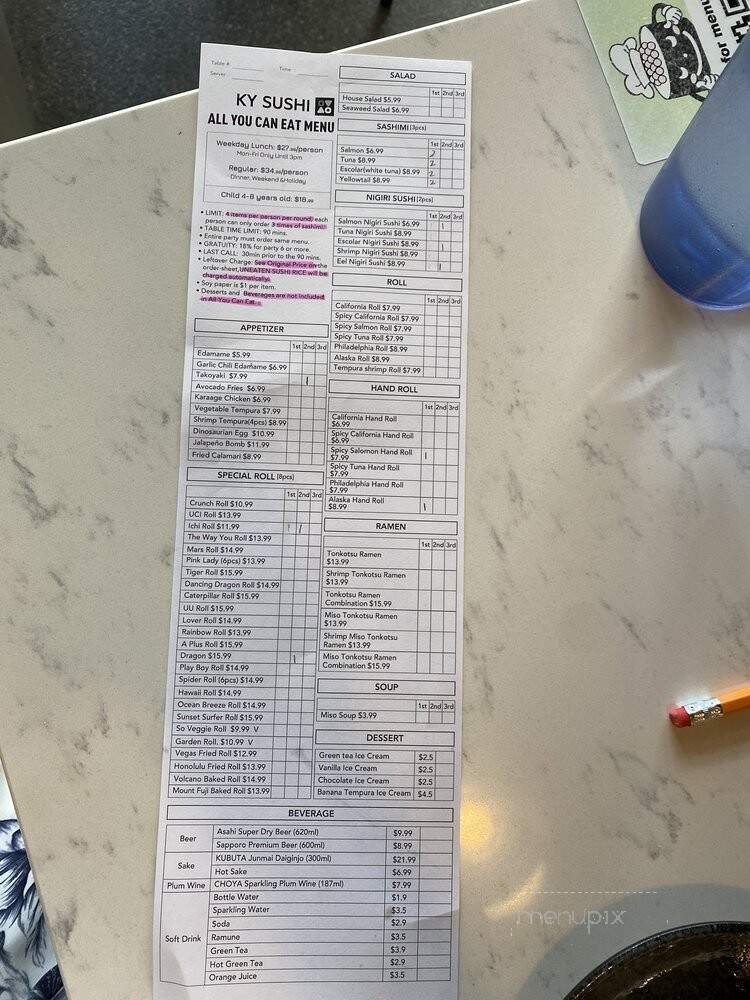 Table #
Time
Server
KY SUSHI
ALL YOU CAN EAT MENU
Weekday Lunch: $27.99/person
Mon-Fri Only Until 3pm
Regular: $34.99/person
Dinner, Weekend &Holiday
Child 4-8 years old: $18.99
• LIMIT: 4 items per person per round; each
person can only order 3 times of sashimi.
• TABLE TIME LIMIT: 90 mins.
• Entire party must order same menu.
• GRATUITY: 18% for party 6 or more.
• LAST CALL: 30min prior to the 90 mins.
• Leftover Charge: See Original Price on the
order-sheet, UNEATEN SUSHI RICE will be
charged automatically.
• Soy paper is $1 per item.
• Desserts and Beverages are not included
in All You Can Eat.
APPETIZER
1st 2nd 3rd
Edamame $5.99
Garlic Chili Edamame $6.99
Takoyaki $7.99
Avocado Fries $6.99
Karaage Chicken $6.99
Vegetable Tempura $7.99
Shrimp Tempura(4pcs) $8.99
Dinosaurian Egg $10.99
Jalapeño Bomb $11.99
Fried Calamari $8.99
SPECIAL ROLL (8pcs)
1st 2nd 3rd
Crunch Roll $10.99
UCI Roll $13.99
Ichi Roll $11.99
The Way You Roll $13.99
Mars Roll $14.99
Pink Lady (6pcs) $13.99
Tiger Roll $15.99
Dancing Dragon Roll $14.99
Caterpillar Roll $15.99
UU Roll $15.99
Lover Roll $14.99
Rainbow Roll $13.99
A Plus Roll $15.99
Dragon $15.99
Play Boy Roll $14.99
Spider Roll (6pcs) $14.99
Hawaii Roll $14.99
Ocean Breeze Roll $14.99
Sunset Surfer Roll $15.99
So Veggie Roll $9.99 V
Garden Roll. $10.99 V
Vegas Fried Roll $12.99
Honolulu Fried Roll $13.99
Volcano Baked Roll $14.99
Mount Fuji Baked Roll $13.99
SALAD
1st 2nd 3rd
House Salad $5.99
Seaweed Salad $6.99
SASHIMI (3pcs)
1st 2nd 3rd
Salmon $6.99 2
Tuna $8.99 2
Escolar(white tuna) $8.99 2
Yellowtail $8.99 2
NIGIRI SUSHI (2pcs)
1st 2nd 3rd
Salmon Nigiri Sushi $6.99
Tuna Nigiri Sushi $8.99
Escolar Nigiri Sushi $8.99
Shrimp Nigiri Sushi $8.99
Eel Nigiri Sushi $8.99
ROLL
1st 2nd 3rd
California Roll $7.99
Spicy California Roll $7.99
Spicy Salmon Roll $7.99
Spicy Tuna Roll $7.99
Philadelphia Roll $8.99
Alaska Roll $8.99
Tempura shrimp Roll $7.99
HAND ROLL
1st 2nd 3rd
California Hand Roll
$6.99
Spicy California Hand Roll
$6.99
Spicy Salomon Hand Roll
$7.99
Spicy Tuna Hand Roll
$7.99
Philadelphia Hand Roll
$7.99
Alaska Hand Roll
$8.99
RAMEN
1st 2nd 3rd
Tonkotsu Ramen
$13.99
Shrimp Tonkotsu Ramen
$13.99
Tonkotsu Ramen
Combination $15.99
Miso Tonkotsu Ramen
$13.99
Shrimp Miso Tonkotsu
Ramen $13.99
Miso Tonkotsu Ramen
Combination $15.99
SOUP
1st 2nd 3rd
Miso Soup $3.99
DESSERT
Green tea Ice Cream $2.5
Vanilla Ice Cream $2.5
Chocolate Ice Cream $2.5
Banana Tempura Ice Cream $4.5
BEVERAGE
Beer
Asahi Super Dry Beer (620ml) $9.99
Sapporo Premium Beer (600ml) $8.99
Sake
KUBUTA Junmai Daiginjo (300ml) $21.99
Hot Sake $6.99
Plum Wine CHOYA Sparkling Plum Wine (187ml) $7.99
Soft Drink
Bottle Water $1.9
Sparkling Water $3.5
Soda $2.9
Ramune $3.5
Green Tea $3.9
Hot Green Tea $2.9
Orange Juice $3.5
for menu
menupix